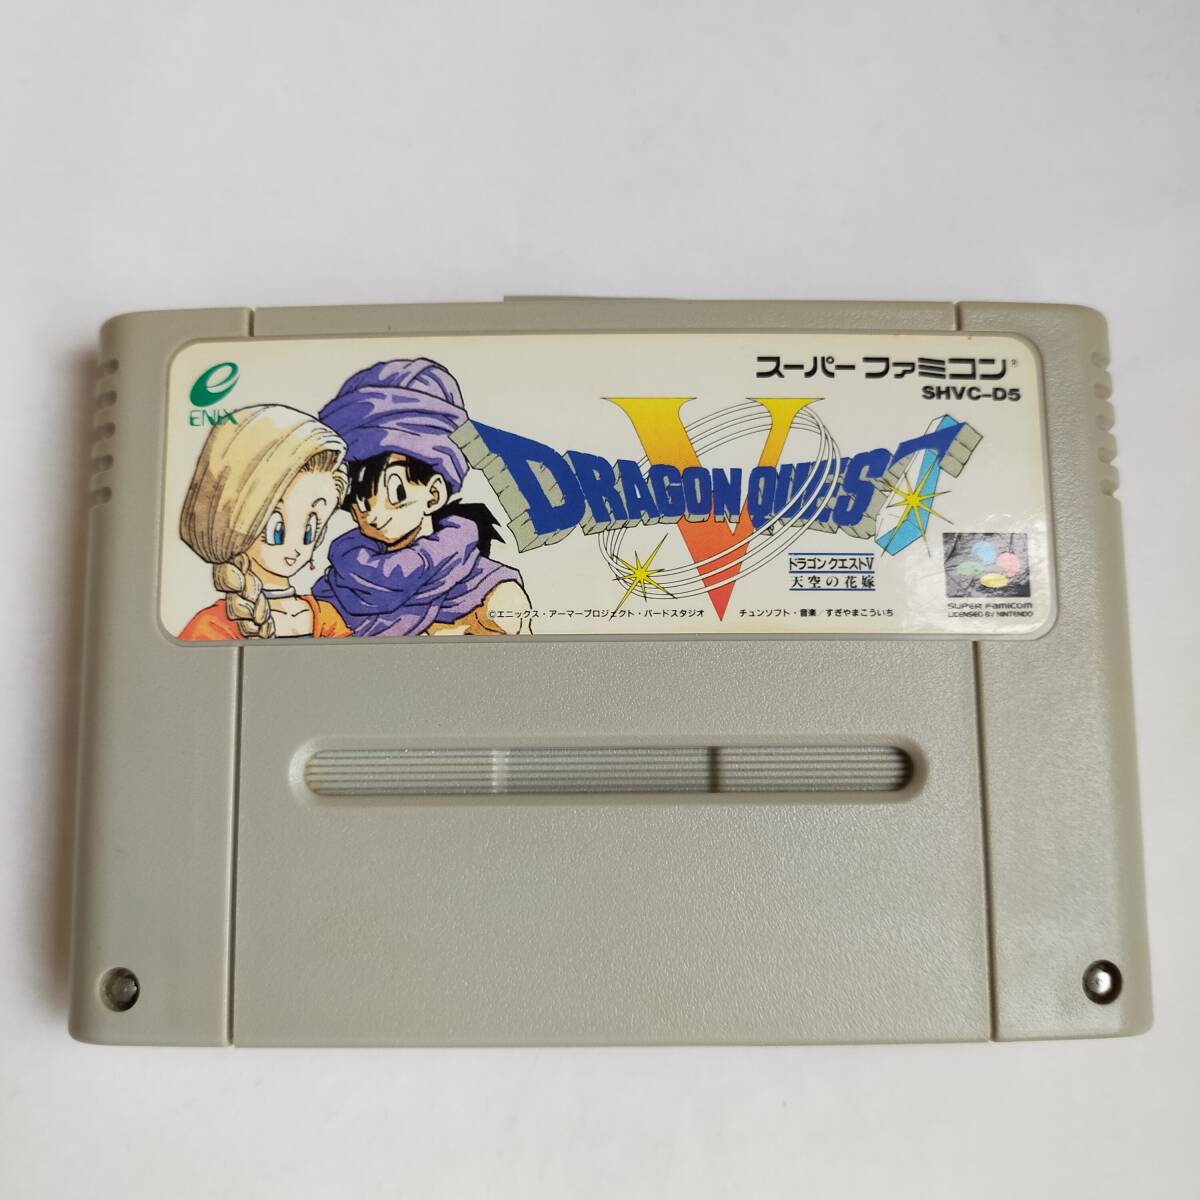 ENIX
スーパーファミコン®
SHVC-D5
V
DRAGON QUEST
ドラゴンクエストV
天空の花嫁
©エニックス・アーマープロジェクト・バードスタジオ チュンソフト・音楽/すぎやまこういち
SUPER FAMICOM
LICENSED BY NINTENDO